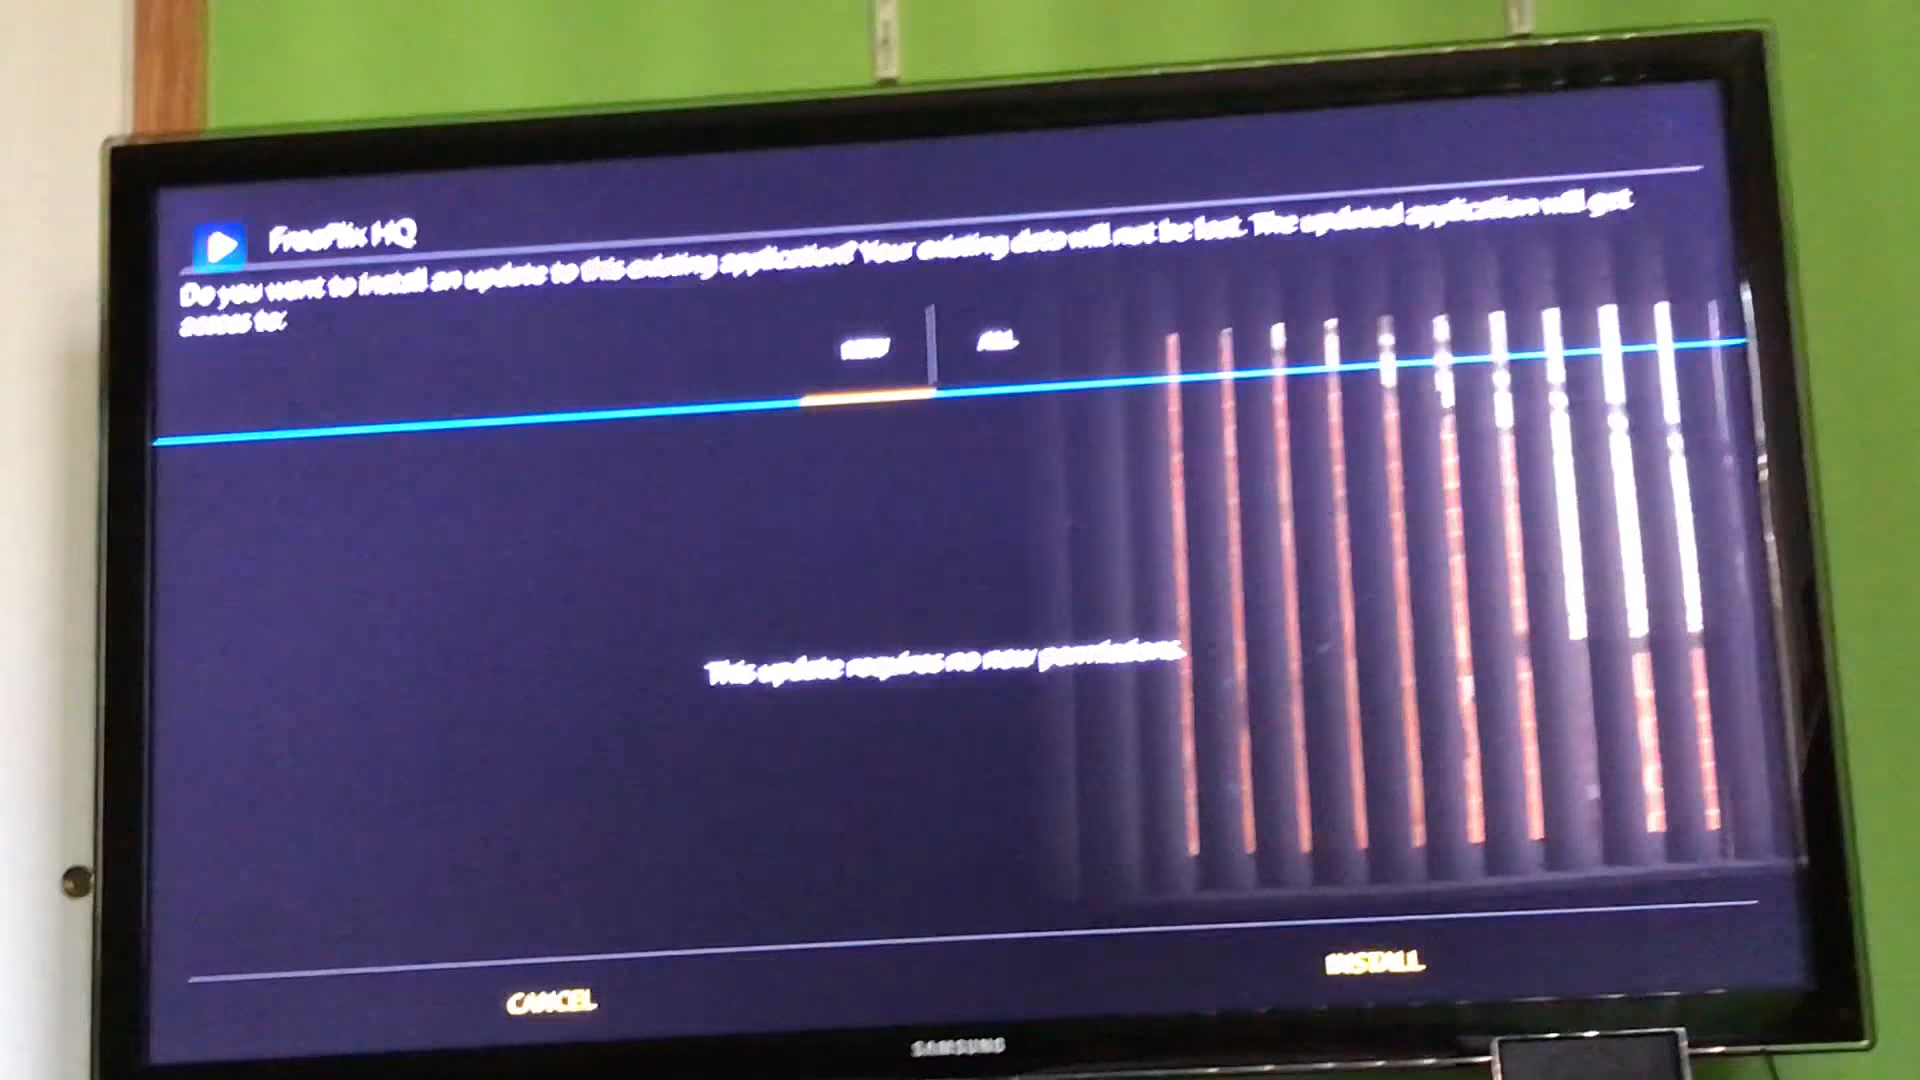 FreeFlix HQ
Do you want to install an update to this existing application? Your existing data will not be lost. The updated application will get
access to:
NEW ALL
This update requires no new permissions.
CANCEL INSTALL
SAMSUNG